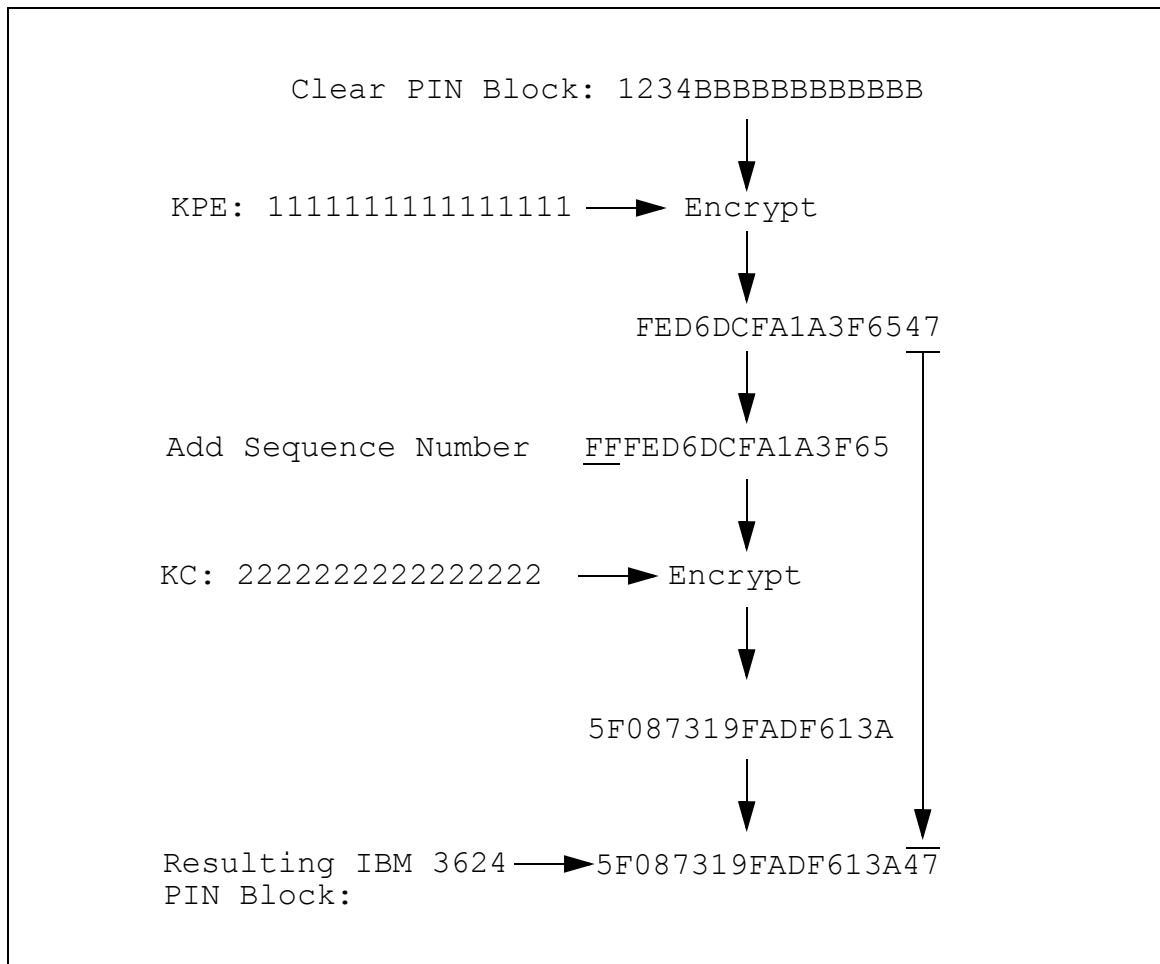 Clear PIN Block: 1234BBBBBBBBBBBB
KPE: 1111111111111111
Encrypt
FED6DCFA1A3F6547
Add Sequence Number FFFED6DCFA1A3F65
KC: 2222222222222222
Encrypt
5F087319FADF613A
Resulting IBM 3624
5F087319FADF613A47
PIN Block: